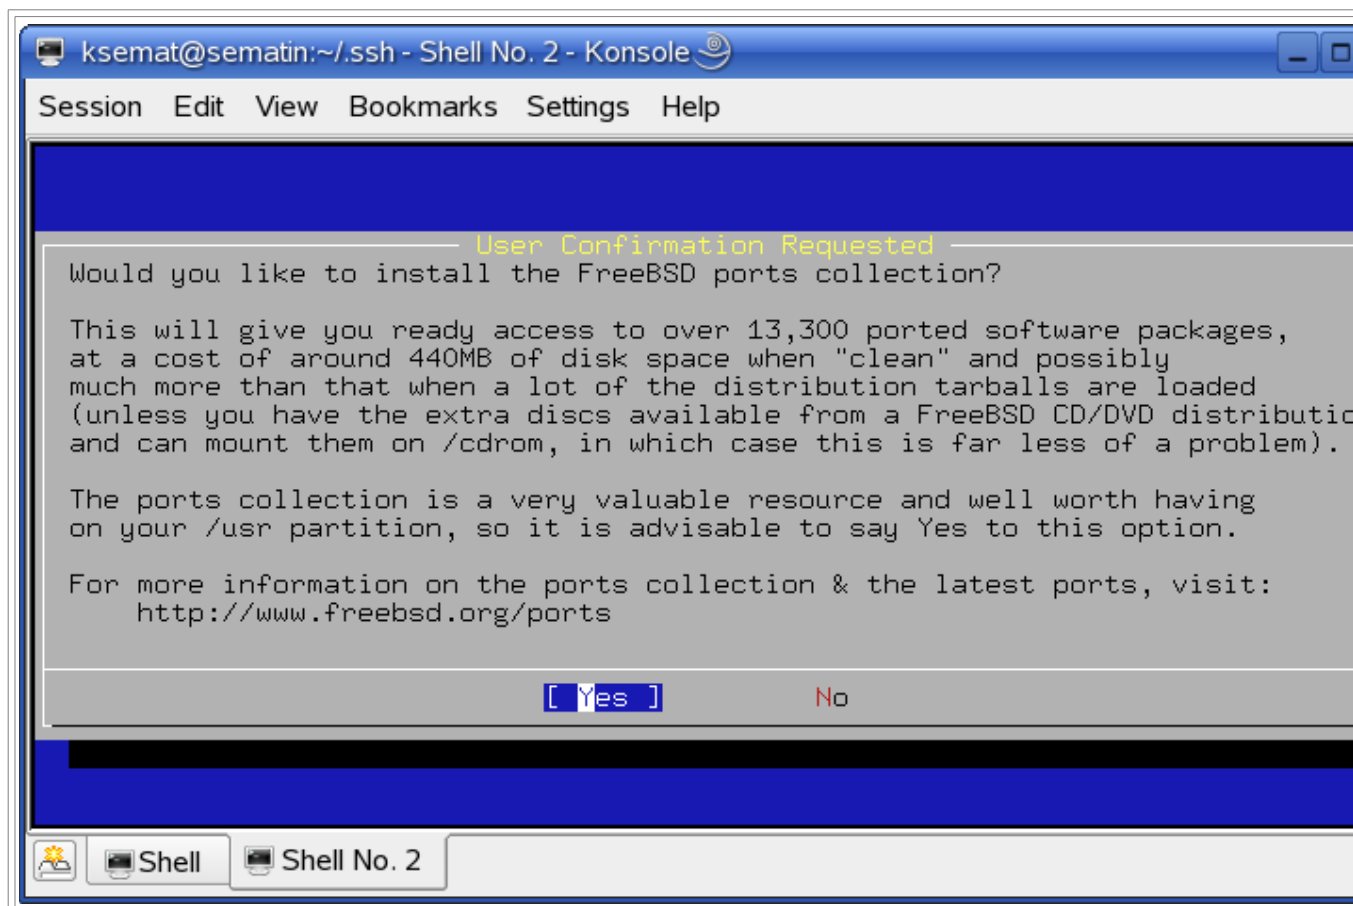 ksemat@sematin:~/.ssh - Shell No. 2 - Konsole
Session Edit View Bookmarks Settings Help
User Confirmation Requested
Would you like to install the FreeBSD ports collection?
This will give you ready access to over 13,300 ported software packages,
at a cost of around 440MB of disk space when "clean" and possibly
much more than that when a lot of the distribution tarballs are loaded
(unless you have the extra discs available from a FreeBSD CD/DVD distributic
and can mount them on /cdrom, in which case this is far less of a problem).
The ports collection is a very valuable resource and well worth having
on your /usr partition, so it is advisable to say Yes to this option.
For more information on the ports collection & the latest ports, visit:
http://www.freebsd.org/ports
[ Yes ] No
Shell Shell No. 2